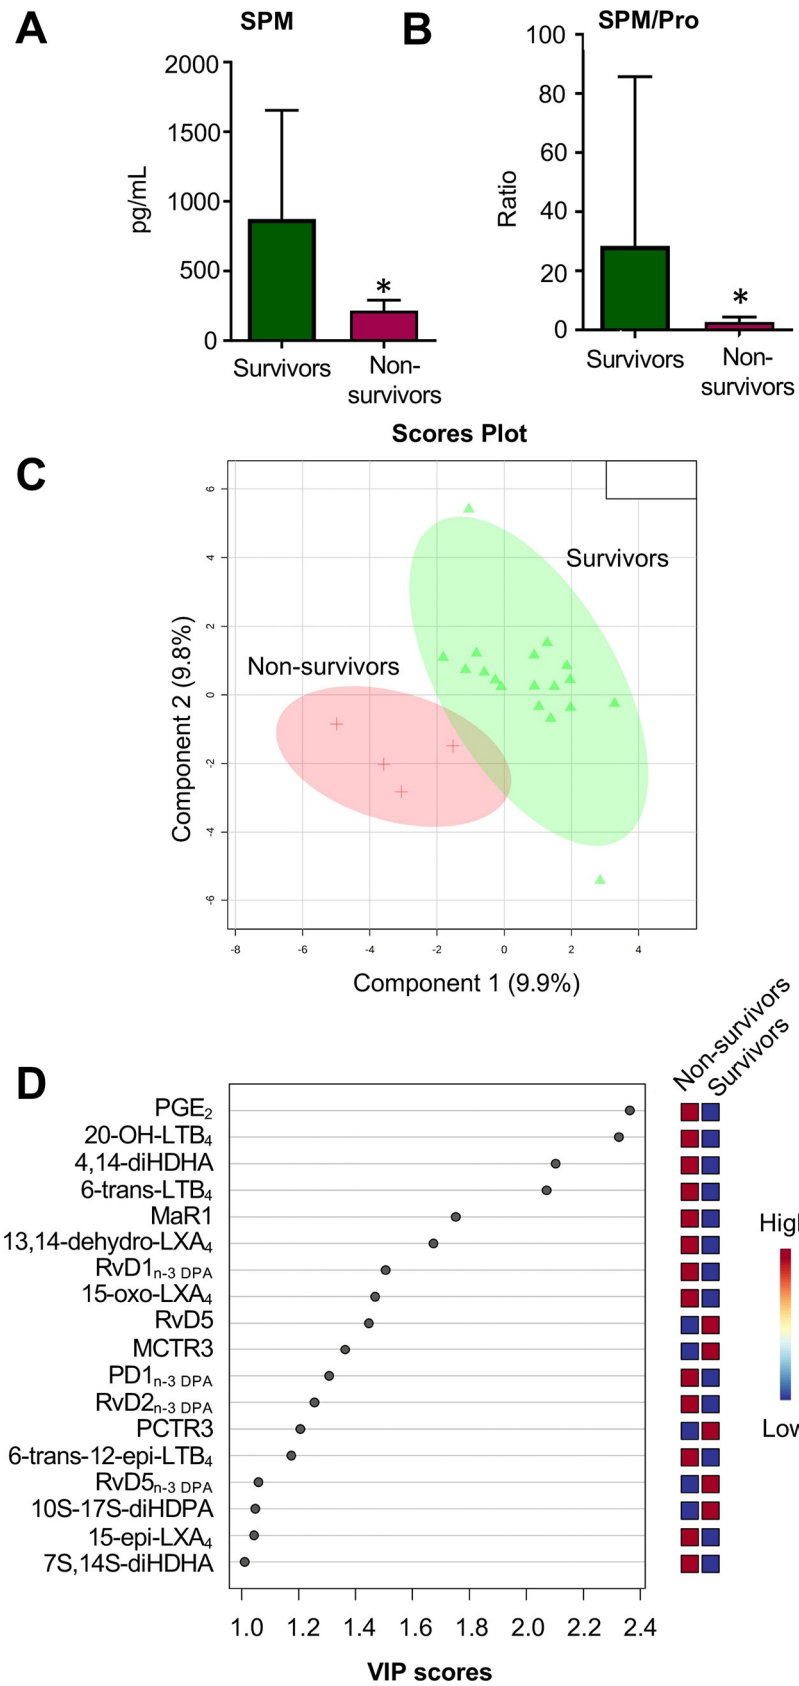 A
SPM
2000
1500
1000
500
0
pg/mL
*
Survivors
Non-
survivors
B
SPM/Pro
100
80
60
40
20
0
Ratio
*
Survivors
Non-
survivors
C
Scores Plot
Survivors
Non-survivors
6
4
2
0
-2
-4
-6
Component 2 (9.8%)
-8 -6 -4 -2 0 2 4
Component 1 (9.9%)
D
Non-survivors
Survivors
PGE₂
20-OH-LTB₄
4,14-diHDHA
6-trans-LTB₄
MaR1
13,14-dehydro-LXA₄
RvD1n-3 DPA
15-oxo-LXA₄
RvD5
MCTR3
PD1n-3 DPA
RvD2n-3 DPA
PCTR3
6-trans-12-epi-LTB₄
RvD5n-3 DPA
10S-17S-diHDPA
15-epi-LXA₄
7S,14S-diHDHA
High
Low
1.0 1.2 1.4 1.6 1.8 2.0 2.2 2.4
VIP scores